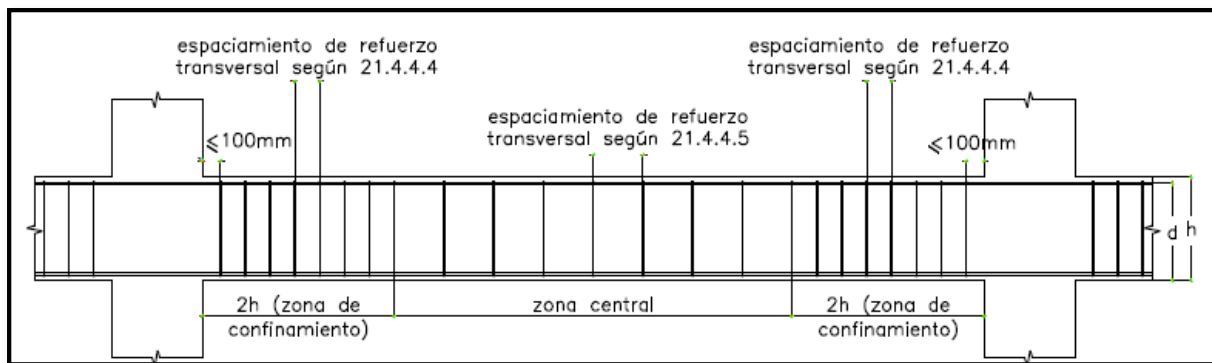 espaciamiento de refuerzo
transversal según 21.4.4.4
espaciamiento de refuerzo
transversal según 21.4.4.4
espaciamiento de refuerzo
transversal según 21.4.4.5
⩽100mm
⩽100mm
d
h
2h (zona de
confinamiento)
zona central
2h (zona de
confinamiento)